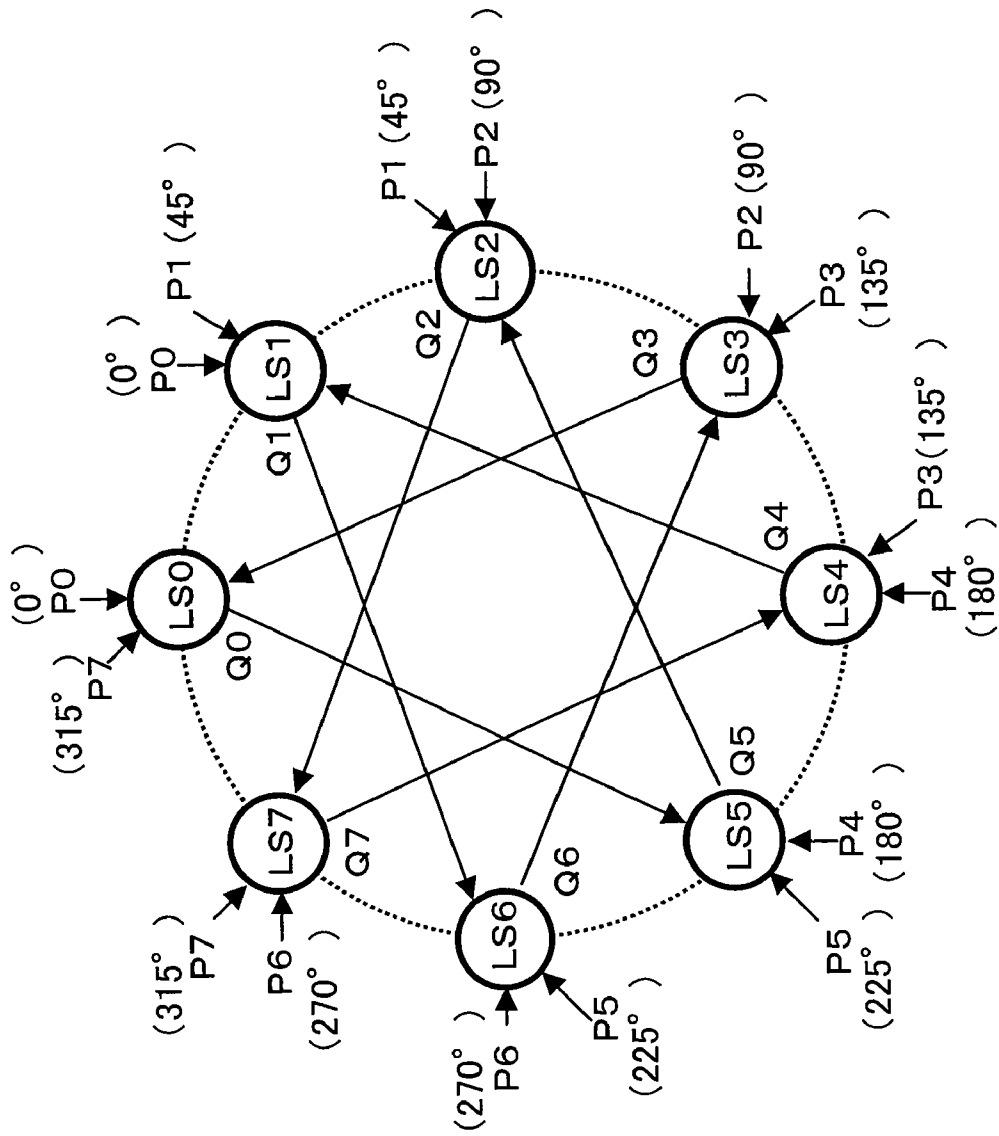 (0°)
P0
(315°)
P7
LS0
Q0
(0°)
P0
P1(45°)
LS1
Q1
P1(45°)
P2(90°)
LS2
Q2
Q3
LS3
P2(90°)
P3
(135°)
Q4
LS4
P3(135°)
P4
(180°)
Q5
LS5
P4
(180°)
P5
(225°)
(270°)
P6
LS6
Q6
P5
(225°)
(315°)
P7
LS7
Q7
P6
(270°)